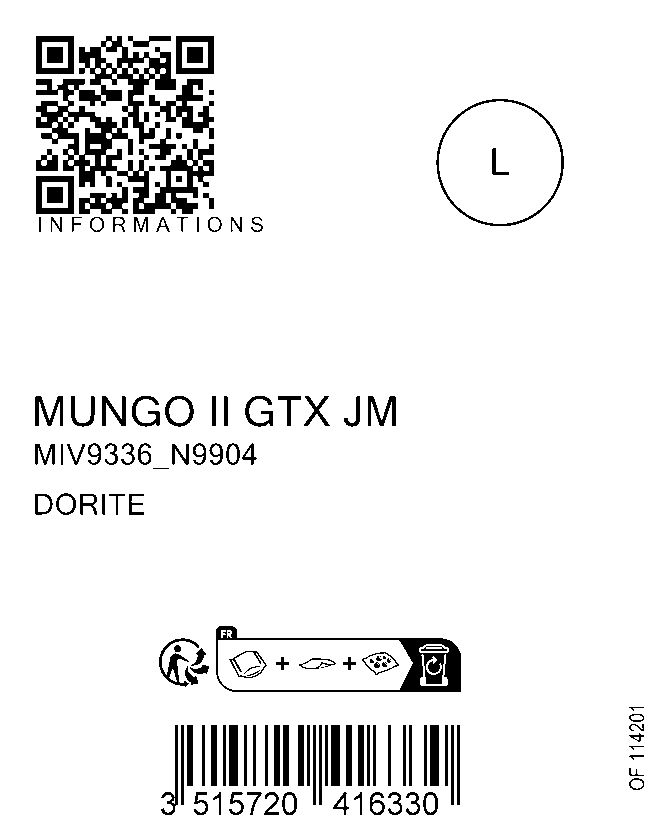 INFORMATIONS
L
MUNGO II GTX JM
MIV9336_N9904
DORITE
FR
3 515720 416330
OF 114201